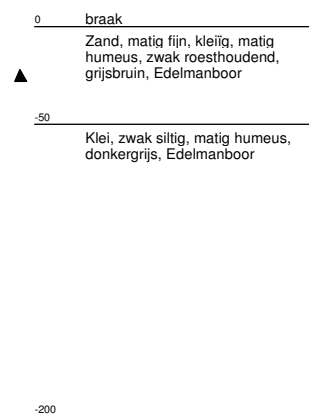 0 braak
Zand, matig fijn, kleiïg, matig
humeus, zwak roesthoudend,
grijsbruin, Edelmanboor
-50
Klei, zwak siltig, matig humeus,
donkergrijs, Edelmanboor
-200